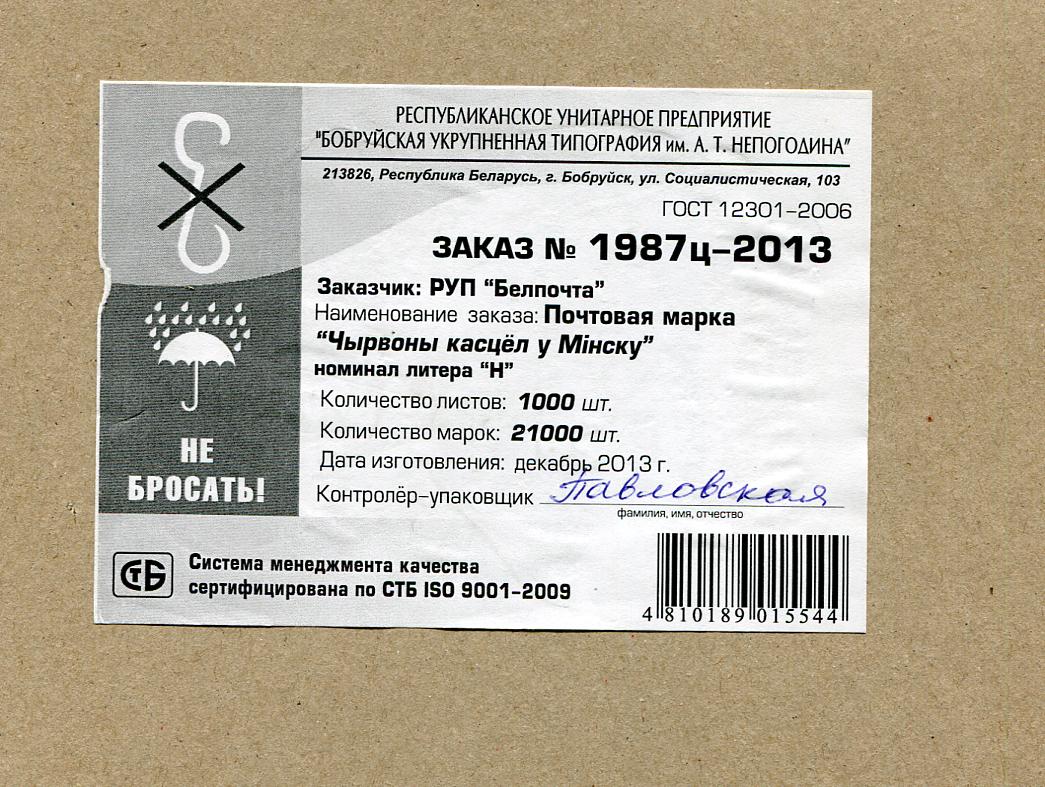 РЕСПУБЛИКАНСКОЕ УНИТАРНОЕ ПРЕДПРИЯТИЕ
"БОБРУЙСКАЯ УКРУПНЕННАЯ ТИПОГРАФИЯ им. А. Т. НЕПОГОДИНА"
213826, Республика Беларусь, г. Бобруйск, ул. Социалистическая, 103
ГОСТ 12301-2006
ЗАКАЗ № 1987ц-2013
Заказчик: РУП "Белпочта"
Наименование заказа: Почтовая марка
"Чырвоны касцёл у Мінску"
номинал литера "Н"
Количество листов: 1000 шт.
Количество марок: 21000 шт.
Дата изготовления: декабрь 2013 г.
Контролёр-упаковщик Павловская
фамилия, имя, отчество
НЕ
БРОСАТЬ!
СТБ
Система менеджмента качества
сертифицирована по СТБ ISO 9001-2009
4 810189 015544